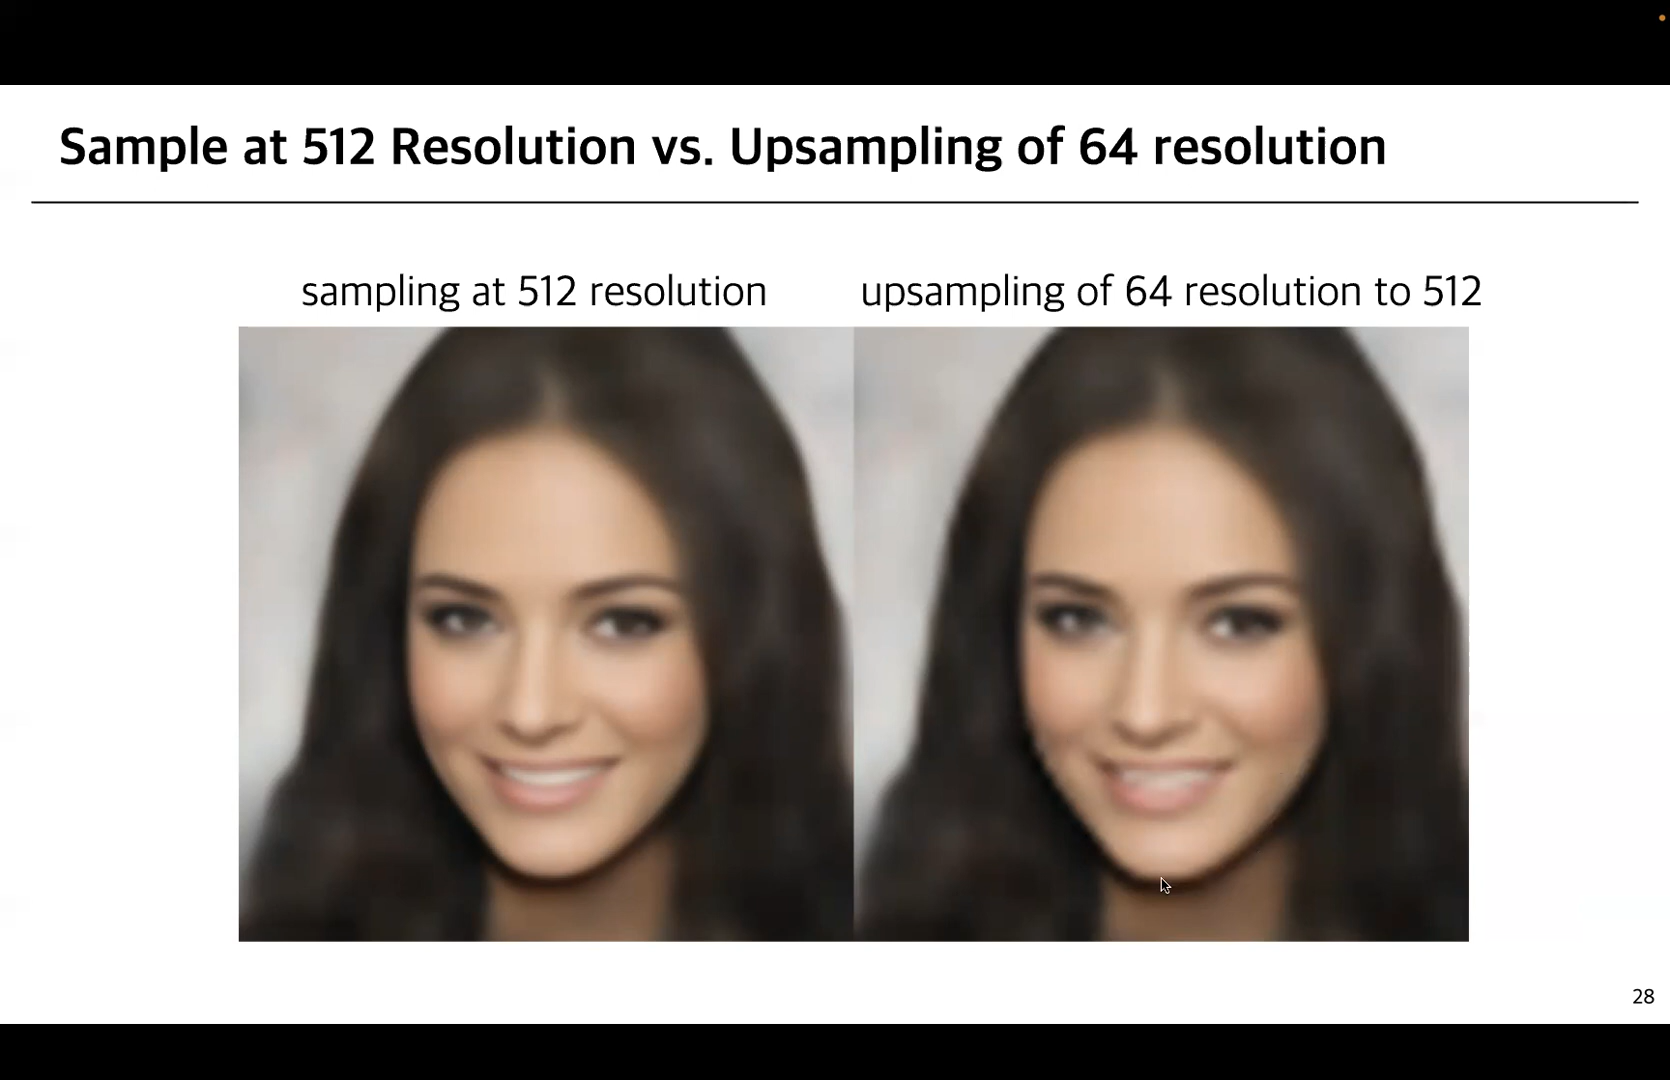 Sample at 512 Resolution vs. Upsampling of 64 resolution
sampling at 512 resolution
upsampling of 64 resolution to 512
28